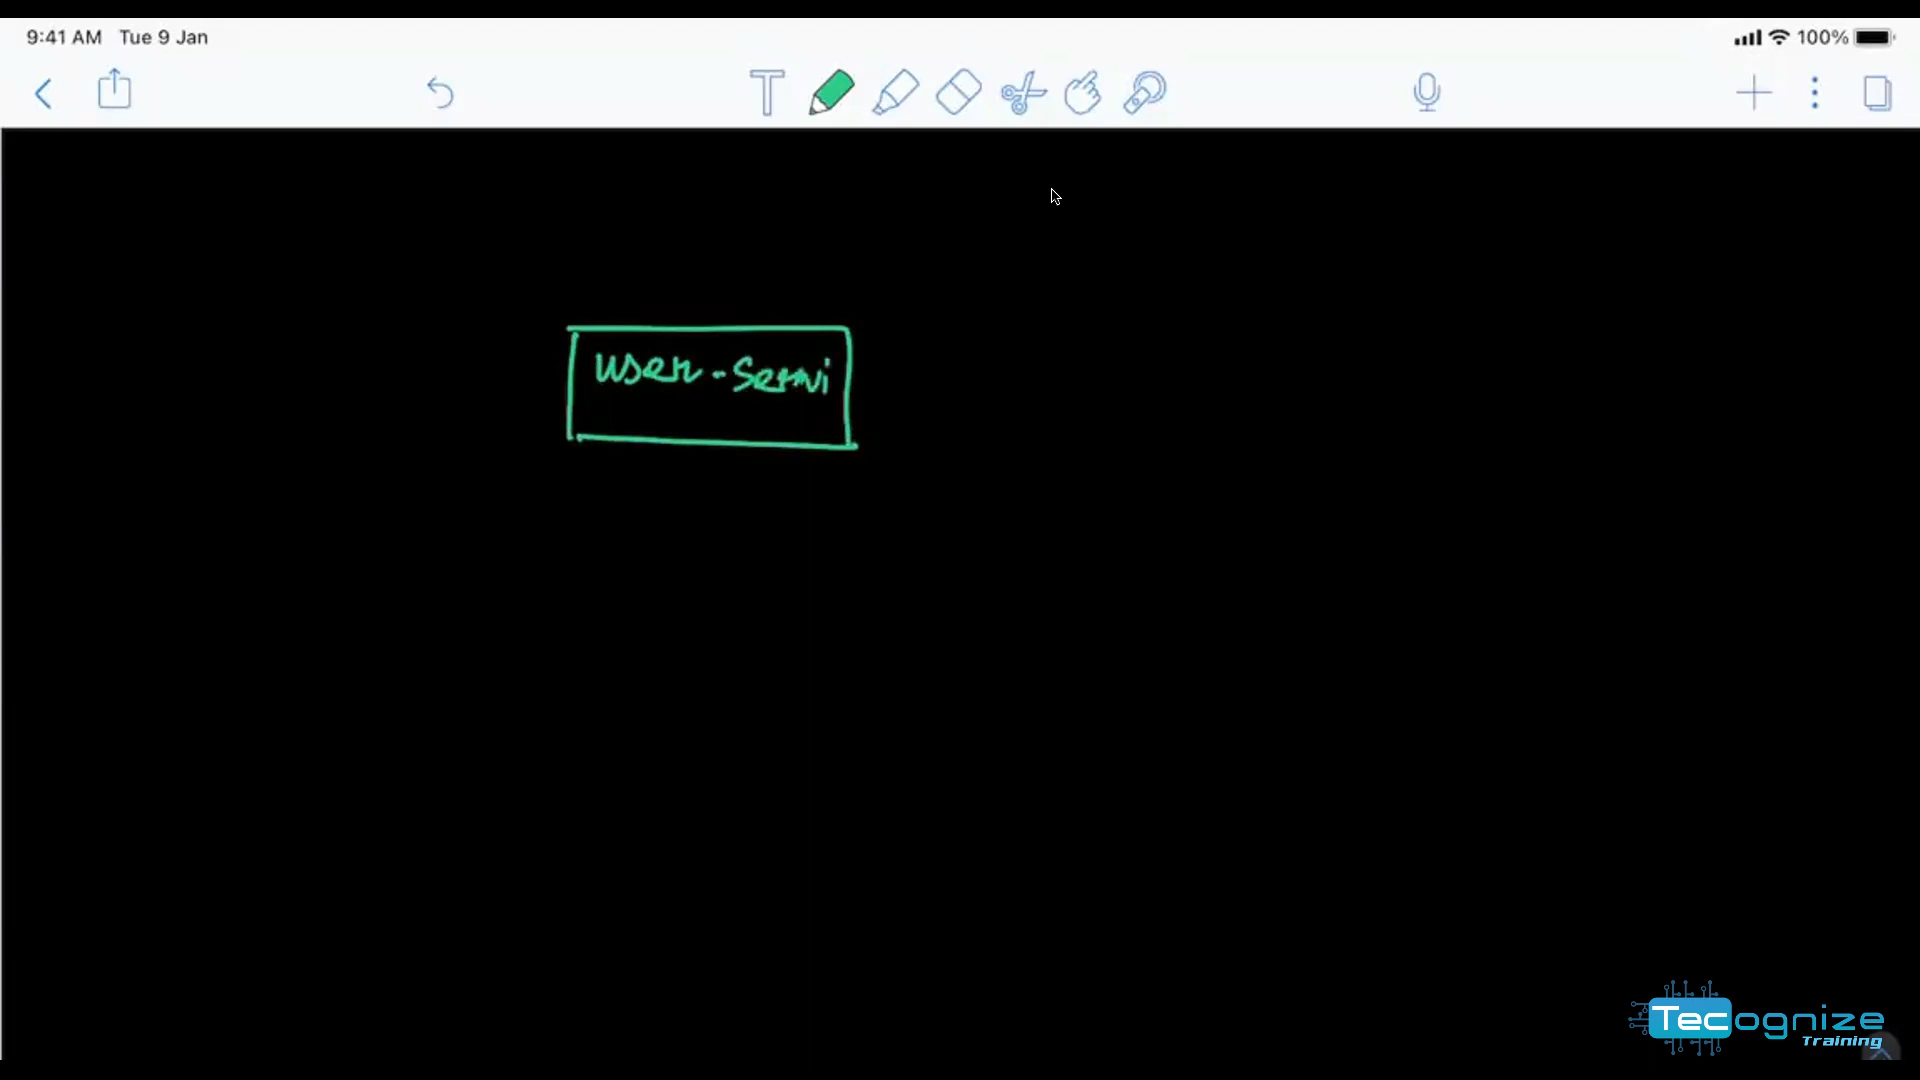 9:41 AM Tue 9 Jan
100%
user-servi
Tecognize
Training